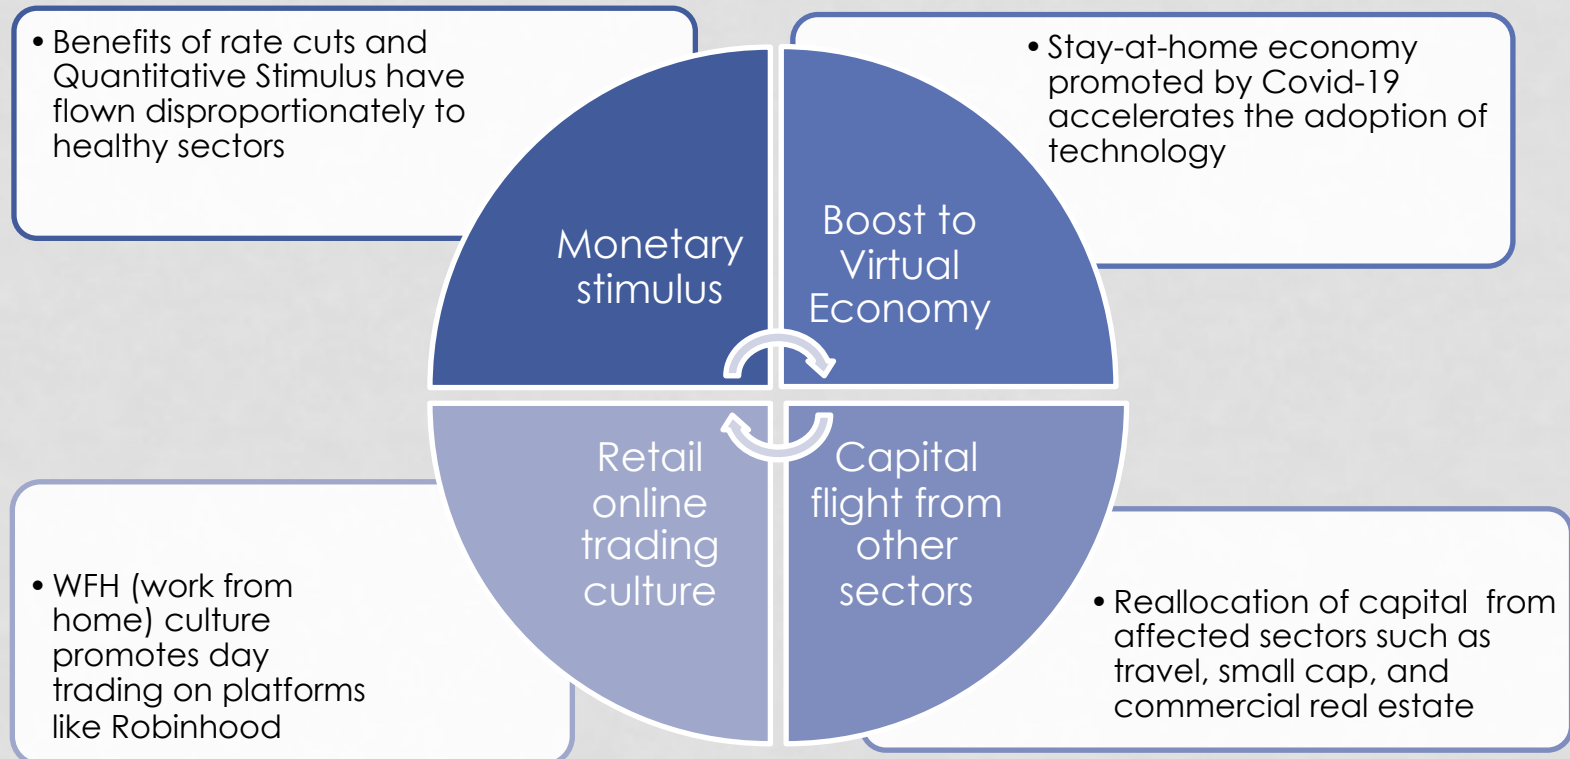 • Benefits of rate cuts and
Quantitative Stimulus have
flown disproportionately to
healthy sectors
• Stay-at-home economy
promoted by Covid-19
accelerates the adoption of
technology
Monetary
stimulus
Boost to
Virtual
Economy
Retail
online
trading
culture
Capital
flight from
other
sectors
• WFH (work from
home) culture
promotes day
trading on platforms
like Robinhood
• Reallocation of capital  from
affected sectors such as
travel, small cap, and
commercial real estate